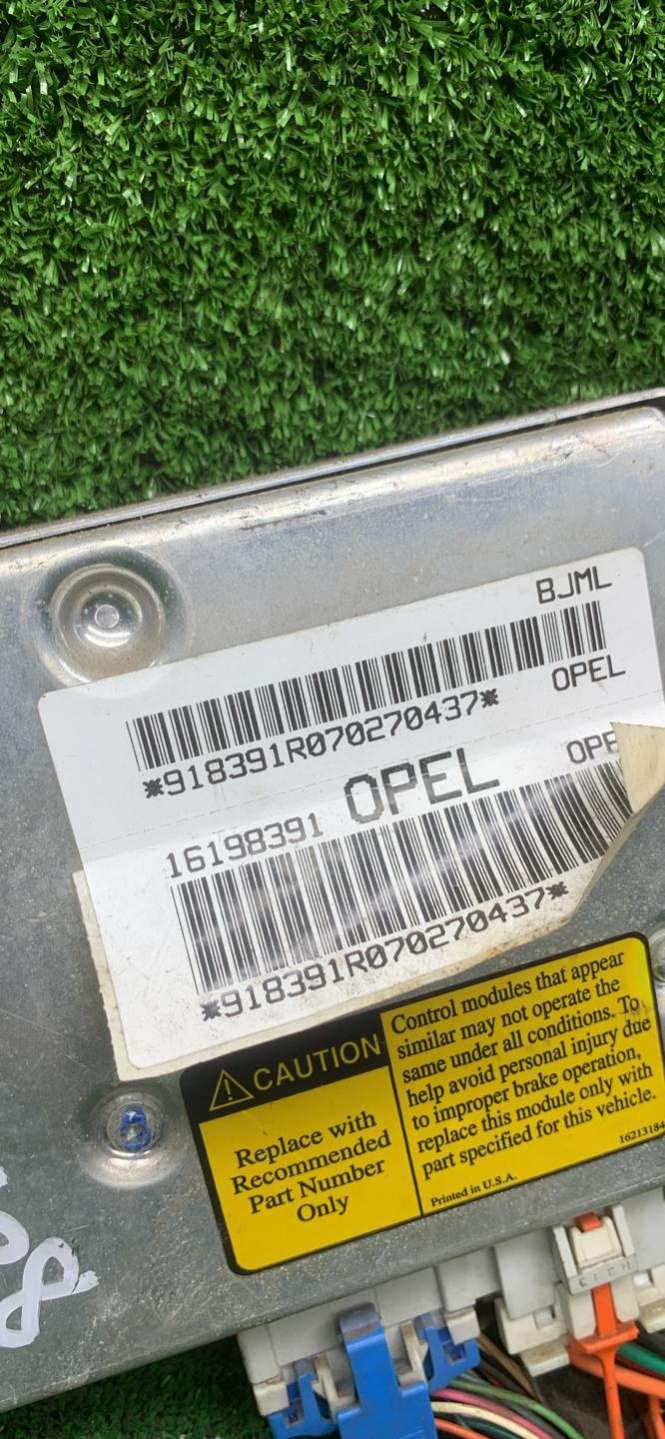 BJML
OPEL
*918391R070270437*
16198391 OPEL
*918391R070270437*
CAUTION
Replace with
Recommended
Part Number
Only
Control modules that appear
similar may not operate the
same under all conditions. To
help avoid personal injury due
to improper brake operation,
replace this module only with
part specified for this vehicle.
Printed in U.S.A.
16213184